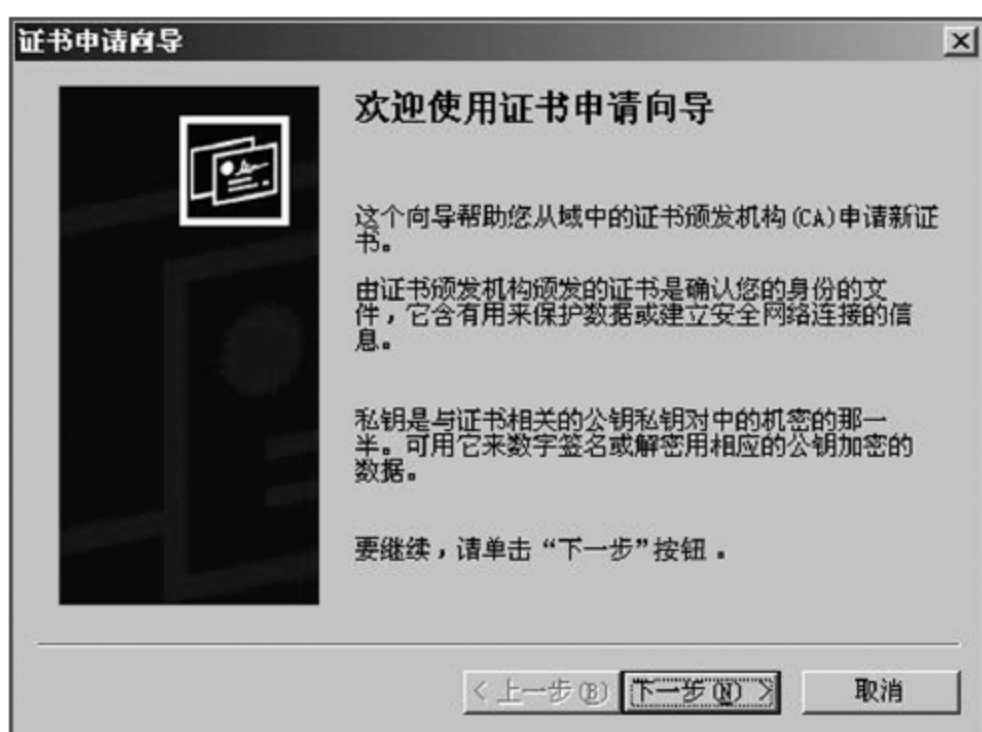 证书申请向导
欢迎使用证书申请向导
这个向导帮助您从域中的证书颁发机构(CA)申请新证
书。
由证书颁发机构颁发的证书是确认您的身份的文
件，它含有用来保护数据或建立安全网络连接的信
息。
私钥是与证书相关的公钥私钥对中的机密的那一
半。可用它来数字签名或解密用相应的公钥加密的
数据。
要继续，请单击“下一步”按钮 。
< 上一步(B) 下一步(N) > 取消